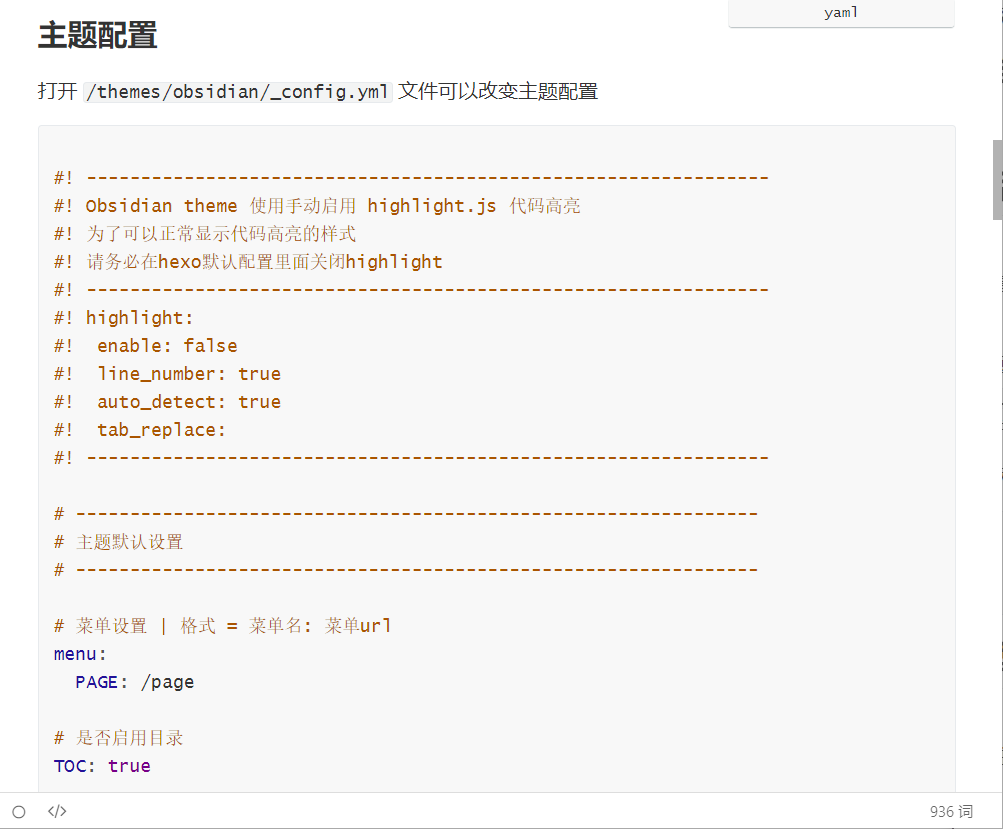 yaml
主题配置
打开 /themes/obsidian/_config.yml 文件可以改变主题配置
#! ---------------------------------------------------------------
#! Obsidian theme 使用手动启用 highlight.js 代码高亮
#! 为了可以正常显示代码高亮的样式
#! 请务必在hexo默认配置里面关闭highlight
#! ---------------------------------------------------------------
#! highlight:
#!  enable: false
#!  line_number: true
#!  auto_detect: true
#!  tab_replace:
#! ---------------------------------------------------------------
# ---------------------------------------------------------------
# 主题默认设置
# ---------------------------------------------------------------
# 菜单设置 | 格式 = 菜单名: 菜单url
menu:
  PAGE: /page
# 是否启用目录
TOC: true
</> 936 词